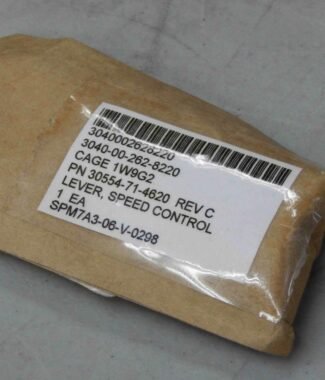 3040002628220
3040-00-262-8220
CAGE 1W9G2
PN 30554-71-4620 REV C
LEVER, SPEED CONTROL
1 EA
SPM7A3-06-V-0298